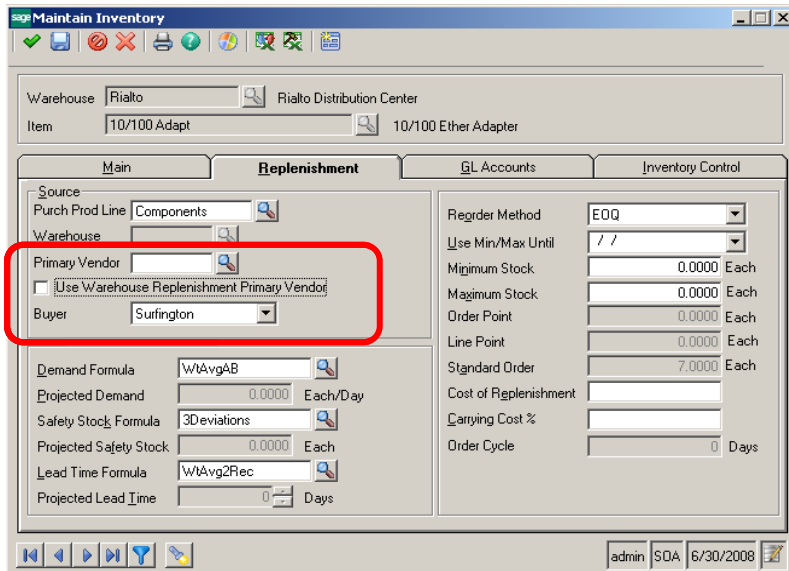 sage Maintain Inventory
Warehouse Rialto Rialto Distribution Center
Item 10/100 Adapt 10/100 Ether Adapter
Main Replenishment GL Accounts Inventory Control
Source
Purch Prod Line Components
Warehouse
Primary Vendor
Use Warehouse Replenishment Primary Vendor
Buyer Surfington
Demand Formula WtAvgAB
Projected Demand 0.0000 Each/Day
Safety Stock Formula 3Deviations
Projected Safety Stock 0.0000 Each
Lead Time Formula WtAvg2Rec
Projected Lead Time 0 Days
Reorder Method EOQ
Use Min/Max Until / /
Minimum Stock 0.0000 Each
Maximum Stock 0.0000 Each
Order Point 0.0000 Each
Line Point 0.0000 Each
Standard Order 7.0000 Each
Cost of Replenishment
Carrying Cost %
Order Cycle 0 Days
admin SOA 6/30/2008